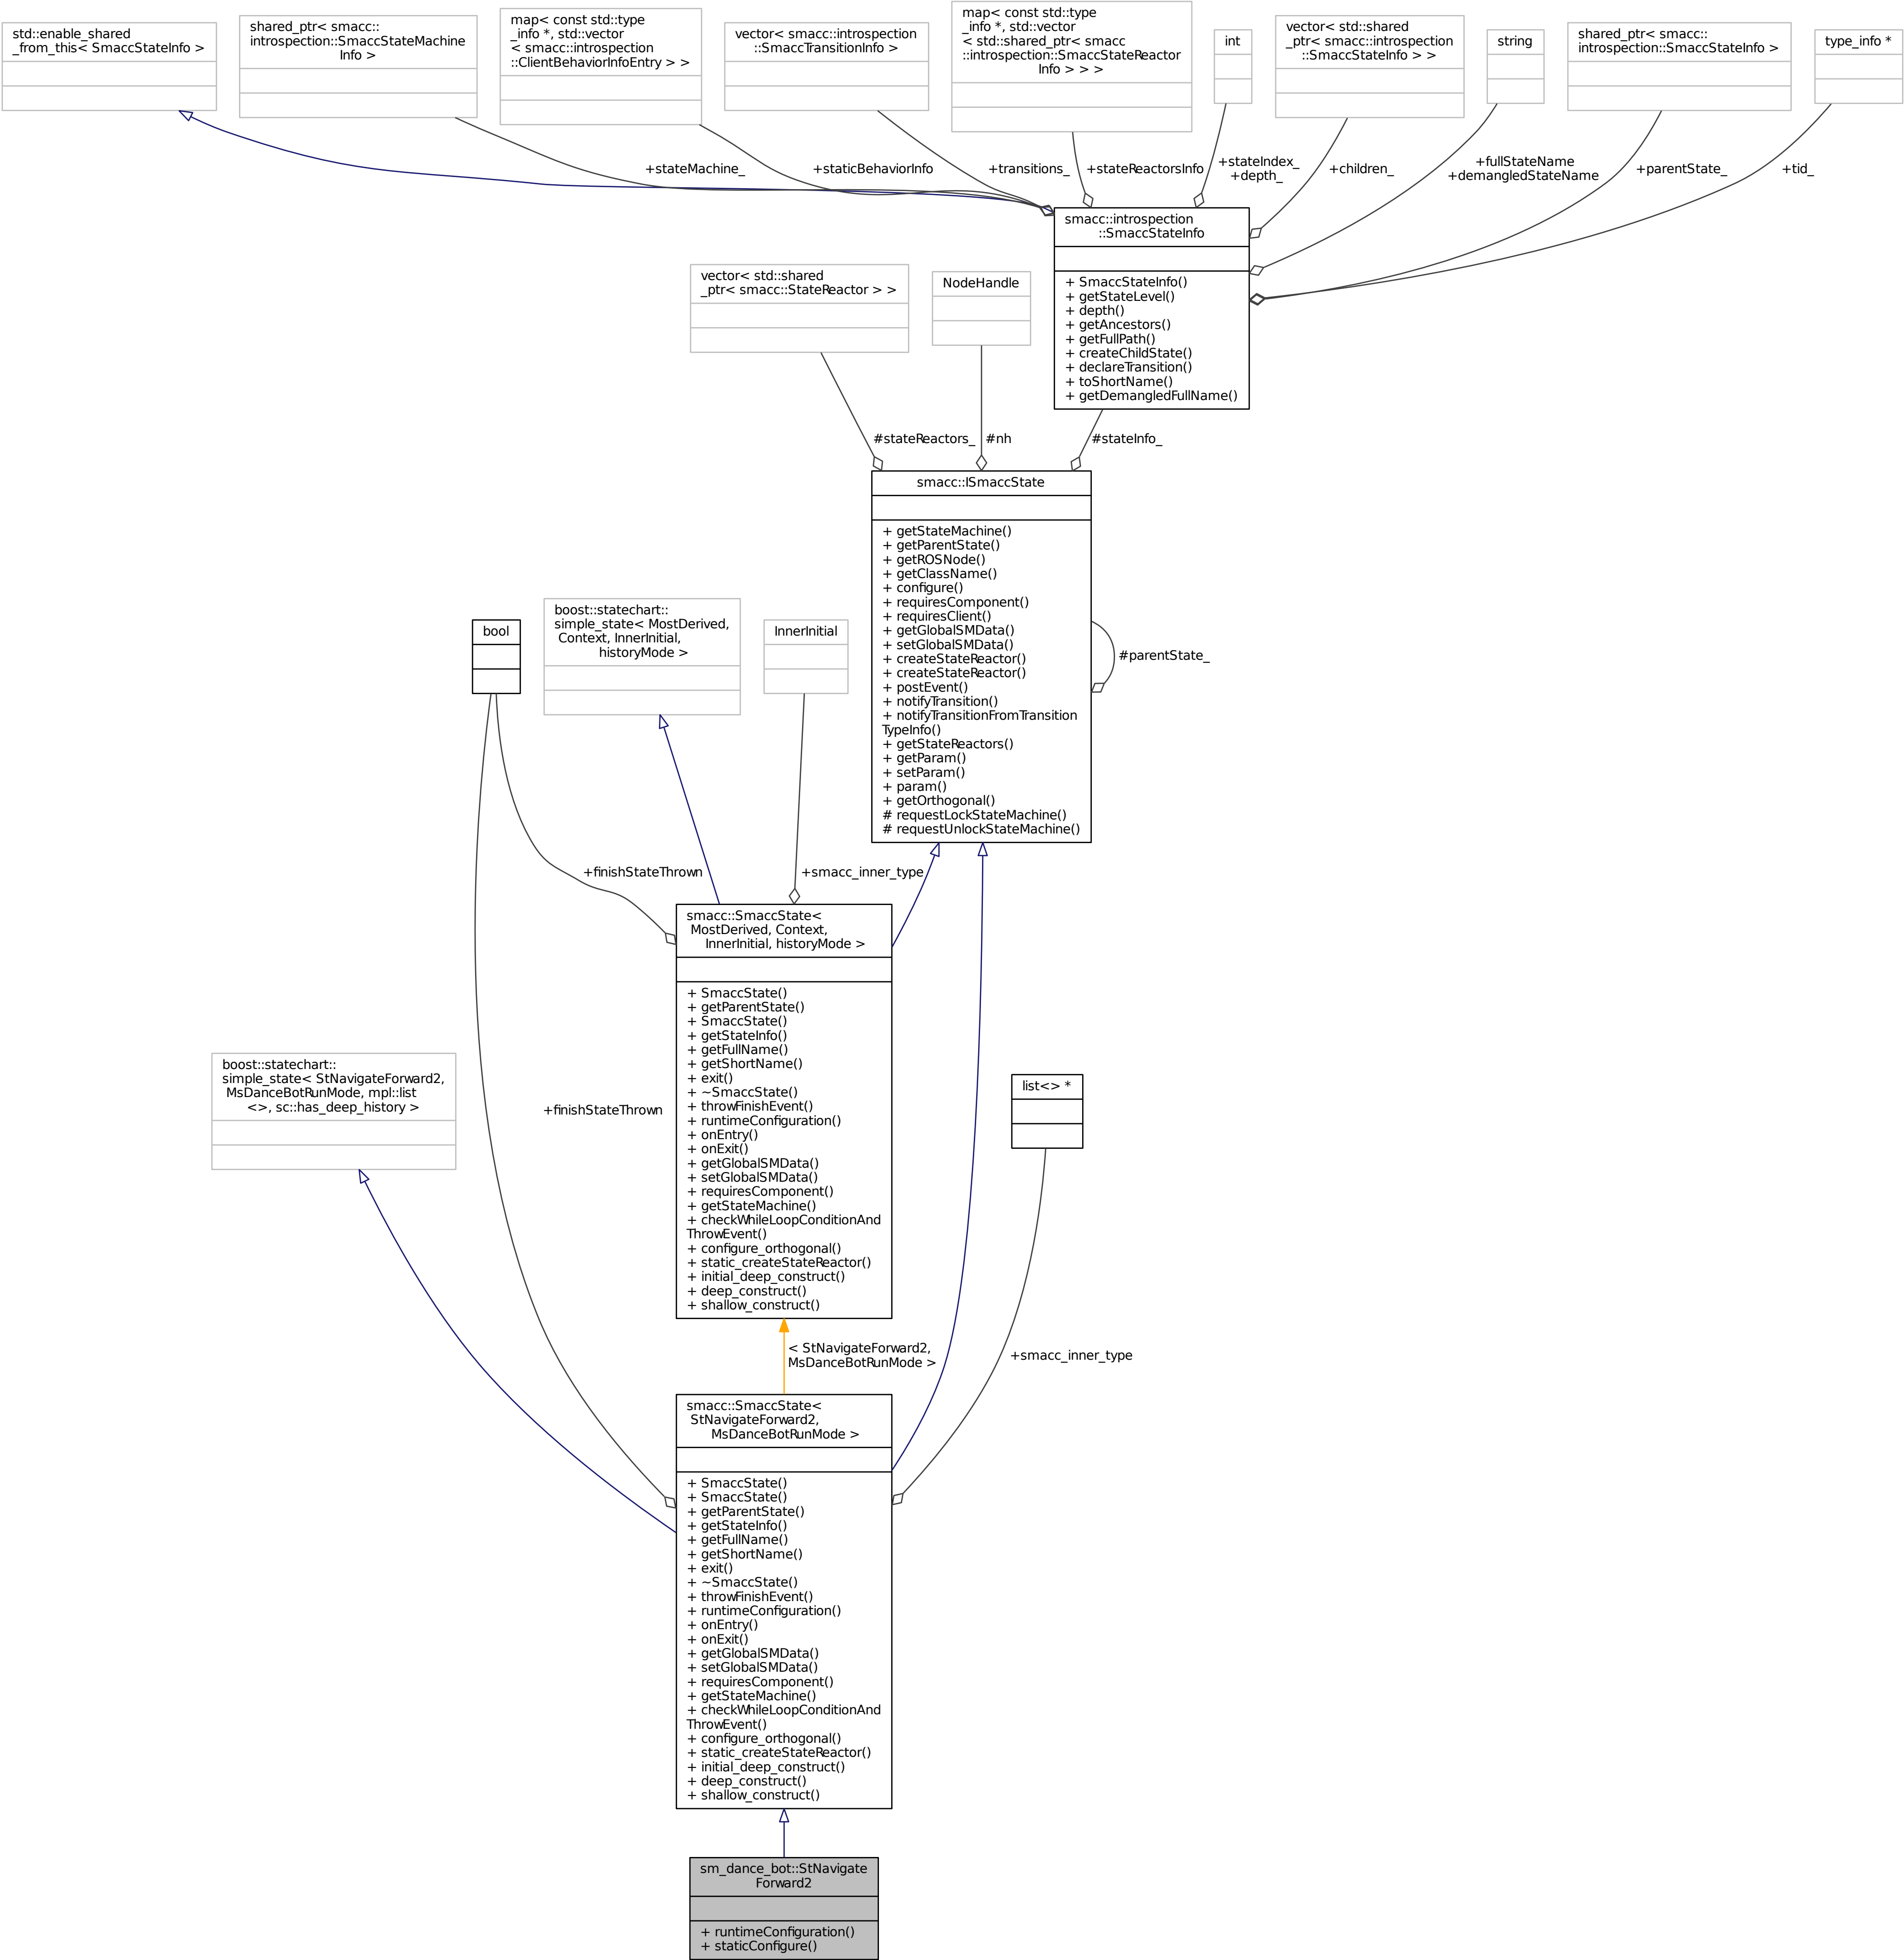 std::enable_shared
_from_this< SmaccStateInfo >
shared_ptr< smacc::
introspection::SmaccStateMachine
Info >
map< const std::type
_info *, std::vector
< smacc::introspection
::ClientBehaviorInfoEntry > >
vector< smacc::introspection
::SmaccTransitionInfo >
map< const std::type
_info *, std::vector
< std::shared_ptr< smacc
::introspection::SmaccStateReactor
Info > > >
int
vector< std::shared
_ptr< smacc::introspection
::SmaccStateInfo > >
string
shared_ptr< smacc::
introspection::SmaccStateInfo >
type_info *
+stateMachine_
+staticBehaviorInfo
+transitions_
+stateReactorsInfo
+stateIndex_
+depth_
+children_
+fullStateName
+demangledStateName
+parentState_
+tid_
smacc::introspection
::SmaccStateInfo
+ SmaccStateInfo()
+ getStateLevel()
+ depth()
+ getAncestors()
+ getFullPath()
+ createChildState()
+ declareTransition()
+ toShortName()
+ getDemangledFullName()
vector< std::shared
_ptr< smacc::StateReactor > >
NodeHandle
#stateReactors_
#nh
#stateInfo_
smacc::ISmaccState
+ getStateMachine()
+ getParentState()
+ getROSNode()
+ getClassName()
+ configure()
+ requiresComponent()
+ requiresClient()
+ getGlobalSMData()
+ setGlobalSMData()
+ createStateReactor()
+ createStateReactor()
+ postEvent()
+ notifyTransition()
+ notifyTransitionFromTransition
TypeInfo()
+ getStateReactors()
+ getParam()
+ setParam()
+ param()
+ getOrthogonal()
# requestLockStateMachine()
# requestUnlockStateMachine()
#parentState_
bool
boost::statechart::
simple_state< MostDerived,
Context, InnerInitial,
historyMode >
InnerInitial
+finishStateThrown
+smacc_inner_type
smacc::SmaccState<
MostDerived, Context,
InnerInitial, historyMode >
+ SmaccState()
+ getParentState()
+ SmaccState()
+ getStateInfo()
+ getFullName()
+ getShortName()
+ exit()
+ ~SmaccState()
+ throwFinishEvent()
+ runtimeConfiguration()
+ onEntry()
+ onExit()
+ getGlobalSMData()
+ setGlobalSMData()
+ requiresComponent()
+ getStateMachine()
+ checkWhileLoopConditionAnd
ThrowEvent()
+ configure_orthogonal()
+ static_createStateReactor()
+ initial_deep_construct()
+ deep_construct()
+ shallow_construct()
boost::statechart::
simple_state< StNavigateForward2,
MsDanceBotRunMode, mpl::list
<>, sc::has_deep_history >
+finishStateThrown
list<> *
< StNavigateForward2,
MsDanceBotRunMode >
+smacc_inner_type
smacc::SmaccState<
StNavigateForward2,
MsDanceBotRunMode >
+ SmaccState()
+ SmaccState()
+ getParentState()
+ getStateInfo()
+ getFullName()
+ getShortName()
+ exit()
+ ~SmaccState()
+ throwFinishEvent()
+ runtimeConfiguration()
+ onEntry()
+ onExit()
+ getGlobalSMData()
+ setGlobalSMData()
+ requiresComponent()
+ getStateMachine()
+ checkWhileLoopConditionAnd
ThrowEvent()
+ configure_orthogonal()
+ static_createStateReactor()
+ initial_deep_construct()
+ deep_construct()
+ shallow_construct()
sm_dance_bot::StNavigate
Forward2
+ runtimeConfiguration()
+ staticConfigure()